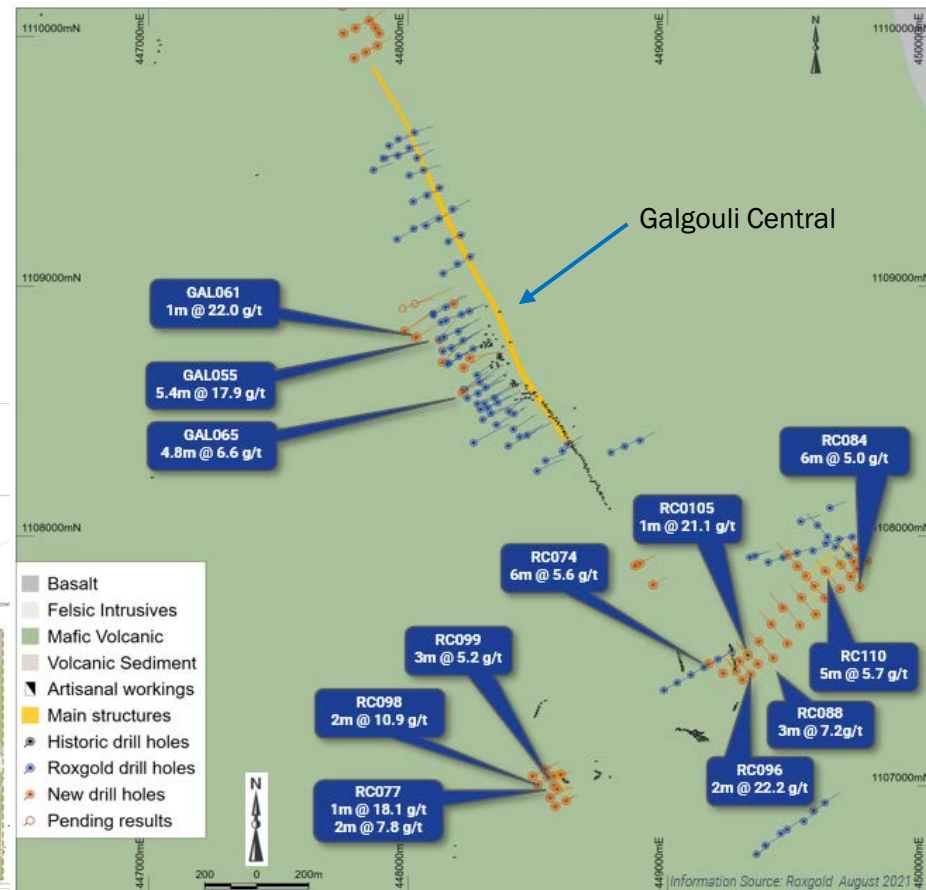 447000mE
448000mE
449000mE
450000mE
1110000mN
1110000mN
N
Galgouli Central
1109000mN
1109000mN
GAL061
1m @ 22.0 g/t
GAL055
5.4m @ 17.9 g/t
GAL065
4.8m @ 6.6 g/t
RC084
6m @ 5.0 g/t
RC0105
1m @ 21.1 g/t
1108000mN
1108000mN
RC074
6m @ 5.6 g/t
RC099
3m @ 5.2 g/t
RC110
5m @ 5.7 g/t
RC098
2m @ 10.9 g/t
RC088
3m @ 7.2g/t
RC096
2m @ 22.2 g/t
RC077
1m @ 18.1 g/t
2m @ 7.8 g/t
1107000mN
1107000mN
Basalt
Felsic Intrusives
Mafic Volcanic
Volcanic Sediment
Artisanal workings
Main structures
Historic drill holes
Roxgold drill holes
New drill holes
Pending results
N
200 0 200m
447000mE
448000mE
449000mE
450000mE
Information Source: Roxgold August 2021